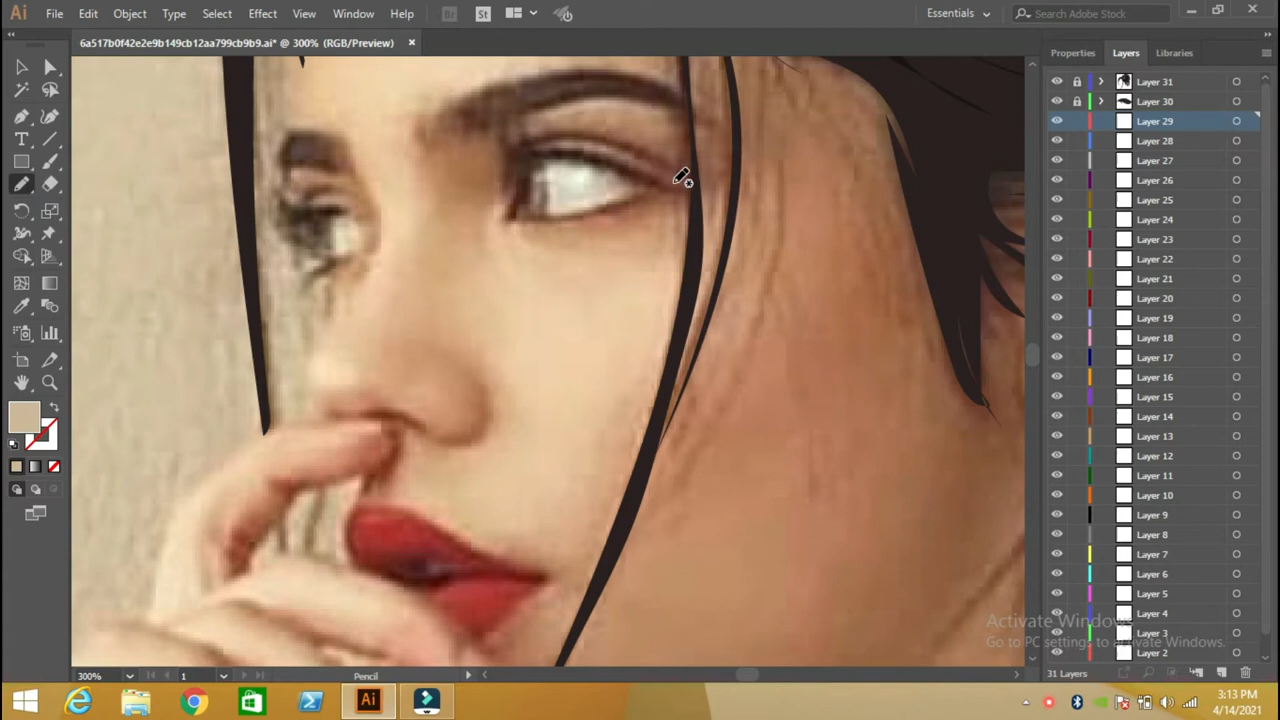 Ai File Edit Object Type Select Effect View Window Help Br St Essentials Search Adobe Stock
6a517b0f42e2e9b149cb12aa799cb9b9.ai* @ 300% (RGB/Preview)
Properties Layers Libraries
Layer 31
Layer 30
Layer 29
Layer 28
Layer 27
Layer 26
Layer 25
Layer 24
Layer 23
Layer 22
Layer 21
Layer 20
Layer 19
Layer 18
Layer 17
Layer 16
Layer 15
Layer 14
Layer 13
Layer 12
Layer 11
Layer 10
Layer 9
Layer 8
Layer 7
Layer 6
Layer 5
Layer 4
Layer 3
Layer 2
Activate Windows
Go to PC settings to activate Windows.
300% 1 Pencil
31 Layers
Ai
3:13 PM
4/14/2021